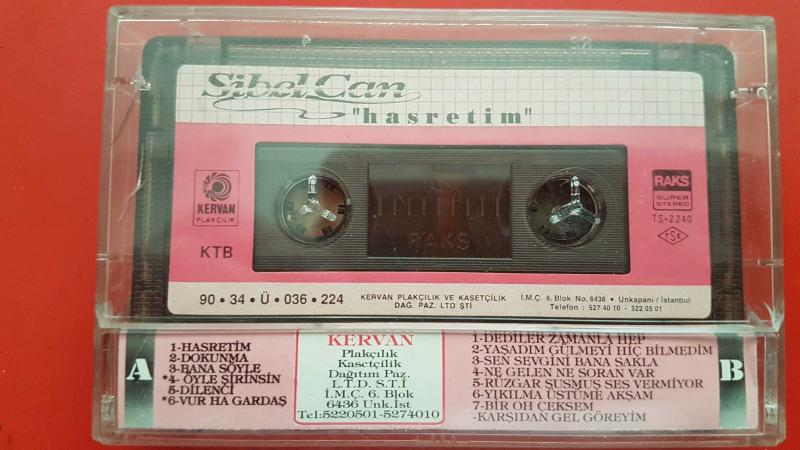 Sibel Can
"hasretim"
KERVAN
PLAKÇILIK
KTB
RAKS
RAKS
SÜPER
STEREO
TS-2240
TSE
90 • 34 • Ü • 036 • 224
KERVAN PLAKÇILIK VE KASETÇİLİK
DAĞ. PAZ. LTD ŞTİ
İ.M.Ç. 6. Blok No. 6436 • Unkapanı / İstanbul
Telefon : 527 40 10 - 522 05 01
A
1-HASRETİM
2-DOKUNMA
3-BANA SÖYLE
*4- ÖYLE ŞİRİNSİN
5-DİLENCİ
*6-VUR HA GARDAŞ
KERVAN
Plakçılık
Kasetçilik
Dağıtım Paz.
L.T.D. S.T.İ
İ.M.Ç. 6. Blok
6436 Unk.İst
Tel:5220501-5274010
1-DEDİLER ZAMANLA HEP
2-YAŞADIM GÜLMEYİ HİÇ BİLMEDİM
3-SEN SEVGİNİ BANA SAKLA
4-NE GELEN NE SORAN VAR
5-RÜZGAR SUSMUŞ SES VERMİYOR
6-YIKILMA ÜSTÜME AKŞAM
7-BİR OH ÇEKSEM
-KARŞIDAN GEL GÖREYİM
B